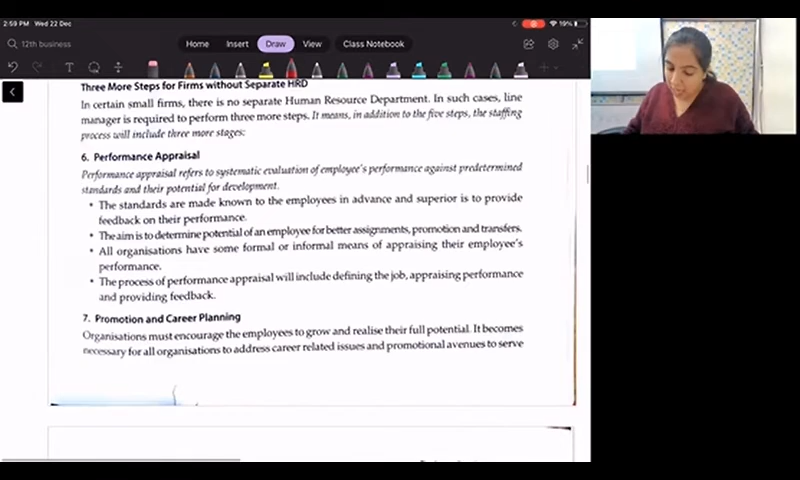 2:59 PM Wed 22 Dec
19%
12th business
Home Insert Draw View Class Notebook
Three More Steps for Firms without Separate HRD
In certain small firms, there is no separate Human Resource Department. In such cases, line
manager is required to perform three more steps. It means, in addition to the five steps, the staffing
process will include three more stages:
6. Performance Appraisal
Performance appraisal refers to systematic evaluation of employee's performance against predetermined
standards and their potential for development.
• The standards are made known to the employees in advance and superior is to provide
feedback on their performance.
• The aim is to determine potential of an employee for better assignments, promotion and transfers.
• All organisations have some formal or informal means of appraising their employee's
performance.
• The process of performance appraisal will include defining the job, appraising performance
and providing feedback.
7. Promotion and Career Planning
Organisations must encourage the employees to grow and realise their full potential. It becomes
necessary for all organisations to address career related issues and promotional avenues to serve